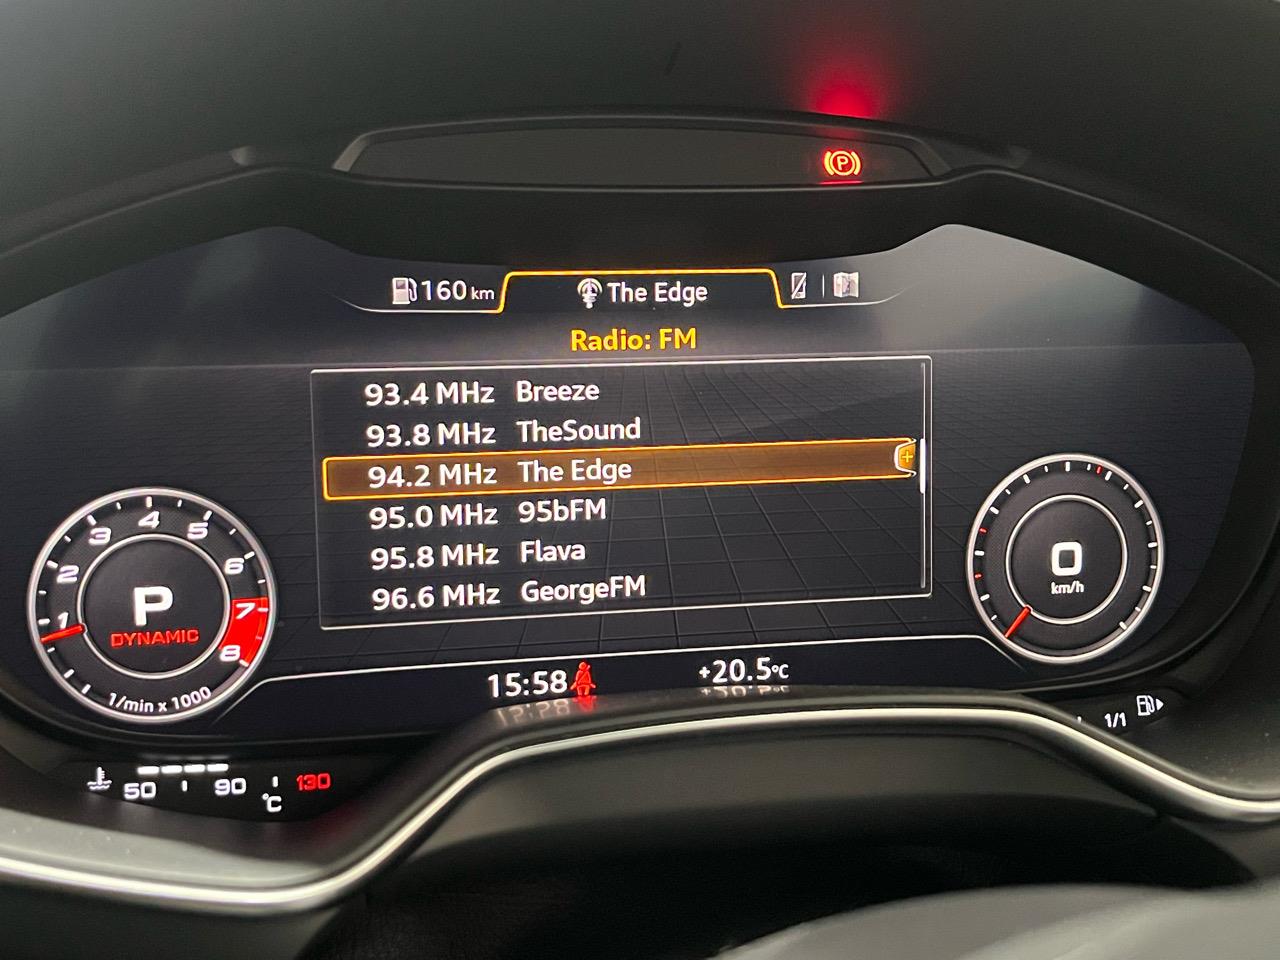 P
160 km
The Edge
Radio: FM
93.4 MHz Breeze
93.8 MHz TheSound
94.2 MHz The Edge
95.0 MHz 95bFM
95.8 MHz Flava
96.6 MHz GeorgeFM
1 2 3 4 5 6 7 8
P
DYNAMIC
1/min x 1000
0
km/h
15:58
+20.5°C
50 90 130
°C
1/1